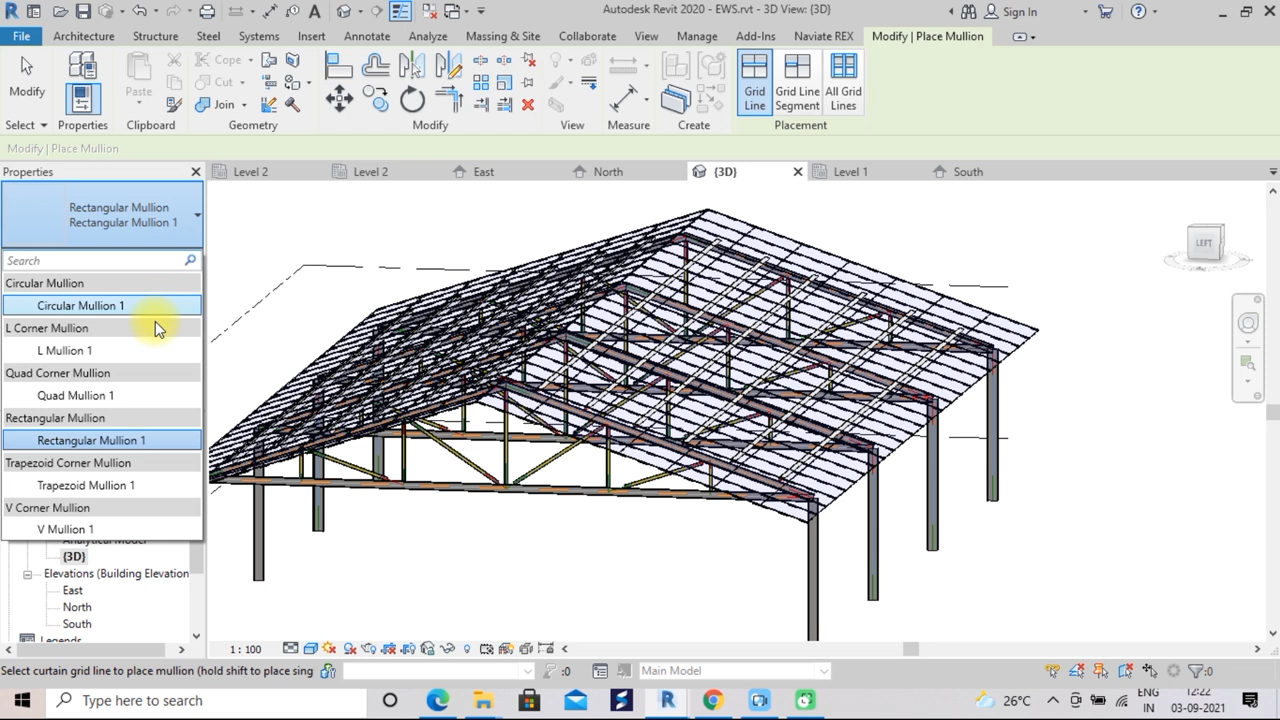 Autodesk Revit 2020 - EWS.rvt - 3D View: {3D}
Sign In
File
Architecture
Structure
Steel
Systems
Insert
Annotate
Analyze
Massing & Site
Collaborate
View
Manage
Add-Ins
Naviate REX
Modify | Place Mullion
Modify
Paste
Cope
Cut
Join
Grid Line
Grid Line Segment
All Grid Lines
Select
Properties
Clipboard
Geometry
Modify
View
Measure
Create
Placement
Modify | Place Mullion
Properties
Level 2
Level 2
East
North
{3D}
Level 1
South
Rectangular Mullion
Rectangular Mullion 1
Search
Circular Mullion
Circular Mullion 1
L Corner Mullion
L Mullion 1
Quad Corner Mullion
Quad Mullion 1
Rectangular Mullion
Rectangular Mullion 1
Trapezoid Corner Mullion
Trapezoid Mullion 1
V Corner Mullion
V Mullion 1
Analytical Model
{3D}
Elevations (Building Elevation
East
North
South
Legends
LEFT
1 : 100
Select curtain grid line to place mullion (hold shift to place sing
:0
Main Model
:0
Type here to search
26°C
ENG
IN
12:22
03-09-2021